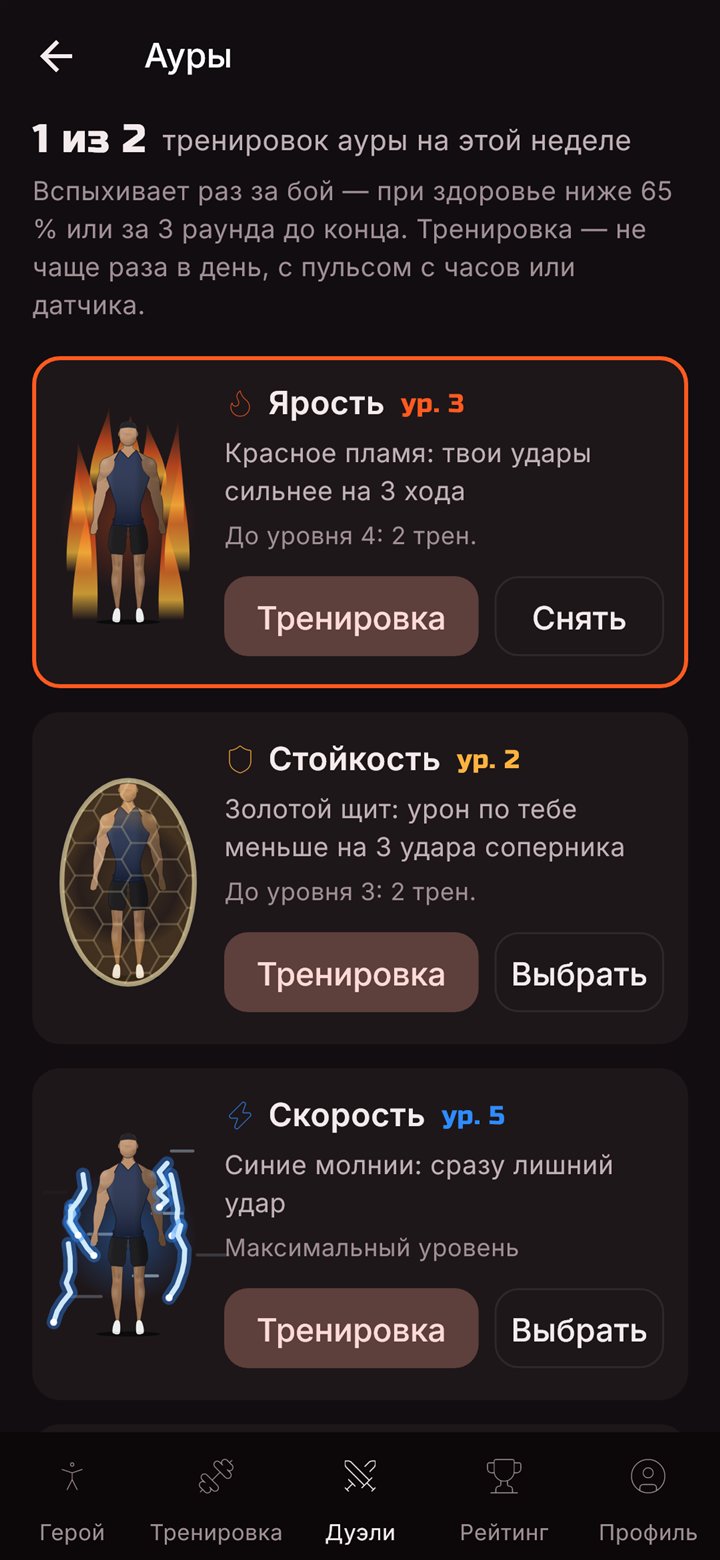 Ауры
1 из 2 тренировок ауры на этой неделе
Вспыхивает раз за бой — при здоровье ниже 65
% или за 3 раунда до конца. Тренировка — не
чаще раза в день, с пульсом с часов или
датчика.
Ярость ур. 3
Красное пламя: твои удары
сильнее на 3 хода
До уровня 4: 2 трен.
Тренировка Снять
Стойкость ур. 2
Золотой щит: урон по тебе
меньше на 3 удара соперника
До уровня 3: 2 трен.
Тренировка Выбрать
Скорость ур. 5
Синие молнии: сразу лишний
удар
Максимальный уровень
Тренировка Выбрать
Герой Тренировка Дуэли Рейтинг Профиль